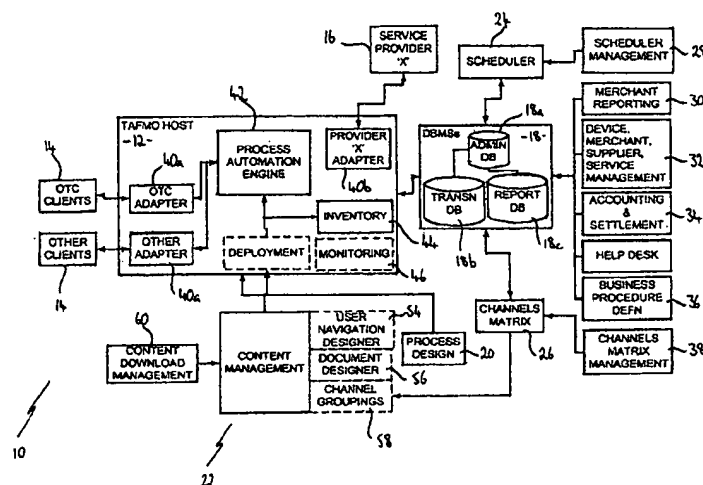 16
SERVICE
PROVIDER
"X"
24
SCHEDULER
SCHEDULER
MANAGEMENT
28
MERCHANT
REPORTING
30
TAFMO HOST
-12-
42
PROCESS
AUTOMATION
ENGINE
PROVIDER
"X"
ADAPTER
40b
18a
DBMSs
-18-
ADMIN
DB
TRANSN
DB
REPORT
DB
18b
18c
DEVICE,
MERCHANT,
SUPPLIER,
SERVICE
MANAGEMENT
32
14
40a
OTC
CLIENTS
OTC
ADAPTER
OTHER
CLIENTS
OTHER
ADAPTER
14
40a
INVENTORY
44
DEPLOYMENT
MONITORING
46
ACCOUNTING
&
SETTLEMENT
34
HELP DESK
BUSINESS
PROCEDURE
DEFN
36
CHANNELS
MATRIX
26
CHANNELS
MATRIX
MANAGEMENT
38
60
CONTENT
DOWNLOAD
MANAGEMENT
CONTENT
MANAGEMENT
54
USER
NAVIGATION
DESIGNER
DOCUMENT
DESIGNER
56
CHANNEL
GROUPINGS
58
PROCESS
DESIGN
20
10
22